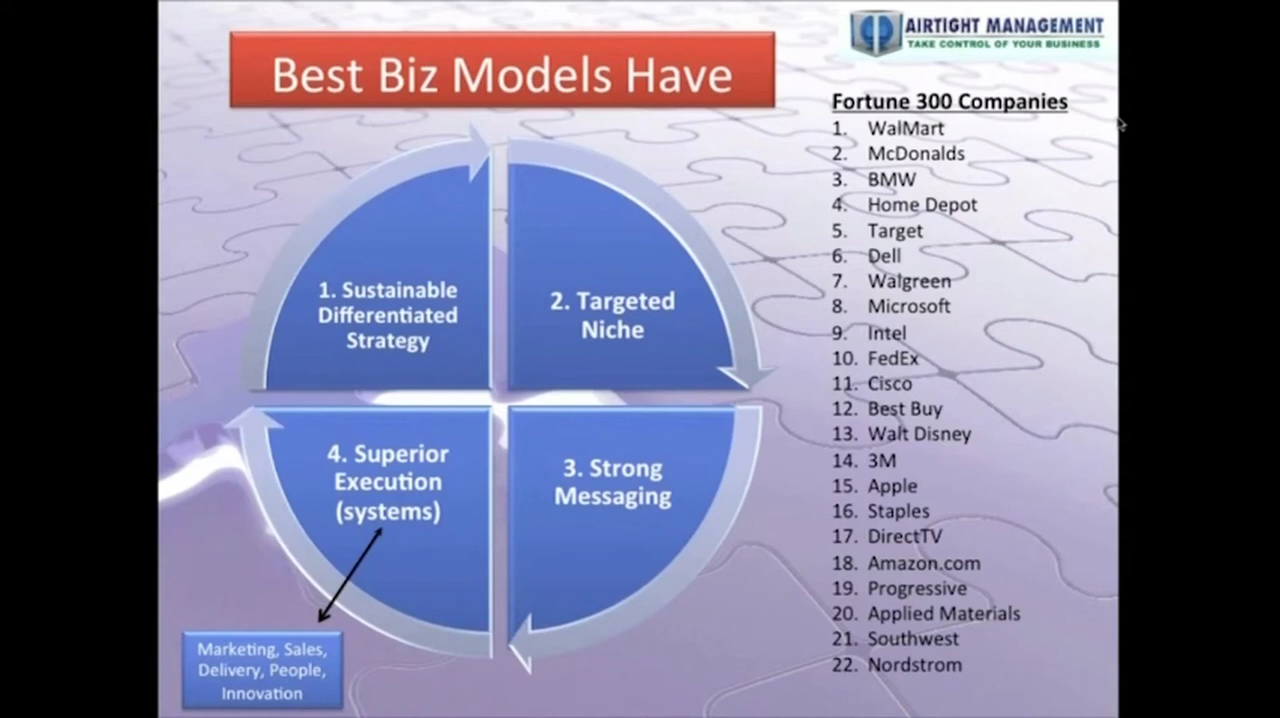 Best Biz Models Have
AIRTIGHT MANAGEMENT
TAKE CONTROL OF YOUR BUSINESS
1. Sustainable
Differentiated
Strategy
2. Targeted
Niche
3. Strong
Messaging
4. Superior
Execution
(systems)
Marketing, Sales,
Delivery, People,
Innovation
Fortune 300 Companies
1. WalMart
2. McDonalds
3. BMW
4. Home Depot
5. Target
6. Dell
7. Walgreen
8. Microsoft
9. Intel
10. FedEx
11. Cisco
12. Best Buy
13. Walt Disney
14. 3M
15. Apple
16. Staples
17. DirectTV
18. Amazon.com
19. Progressive
20. Applied Materials
21. Southwest
22. Nordstrom